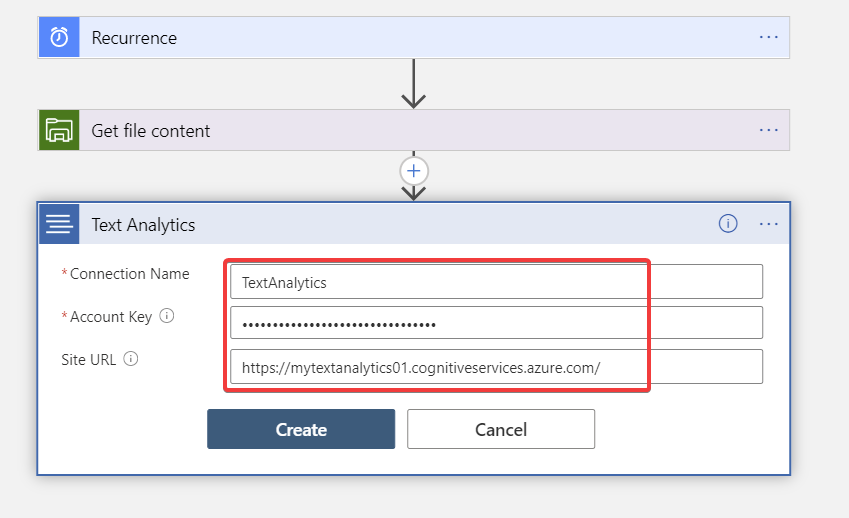 Recurrence
Get file content
Text Analytics
*Connection Name
TextAnalytics
*Account Key
••••••••••••••••••••••••••••••••
Site URL
https://mytextanalytics01.cognitiveservices.azure.com/
Create
Cancel